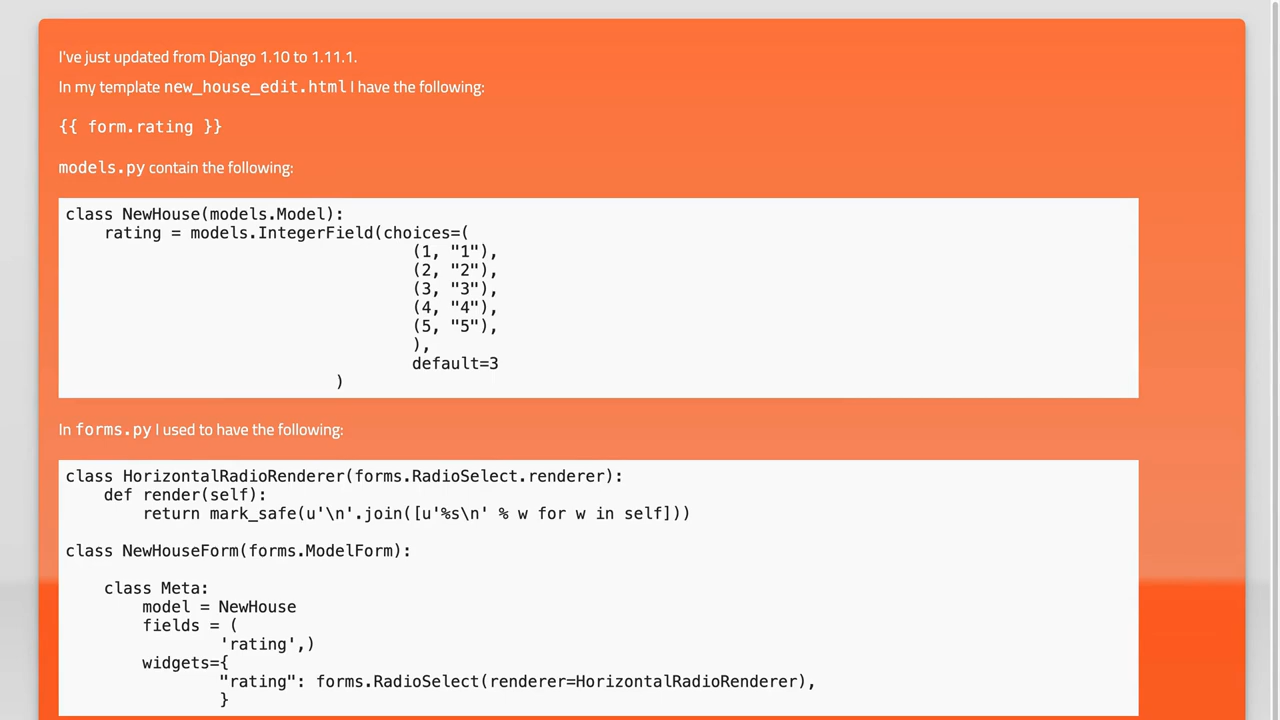 I've just updated from Django 1.10 to 1.11.1.
In my template new_house_edit.html I have the following:
{{ form.rating }}
models.py contain the following:
class NewHouse(models.Model):
    rating = models.IntegerField(choices=(
                                    (1, "1"),
                                    (2, "2"),
                                    (3, "3"),
                                    (4, "4"),
                                    (5, "5"),
                                    ),
                                    default=3
                            )
In forms.py I used to have the following:
class HorizontalRadioRenderer(forms.RadioSelect.renderer):
    def render(self):
        return mark_safe(u'\n'.join([u'%s\n' % w for w in self]))
class NewHouseForm(forms.ModelForm):
    class Meta:
        model = NewHouse
        fields = (
                'rating',)
        widgets={
                "rating": forms.RadioSelect(renderer=HorizontalRadioRenderer),
                }